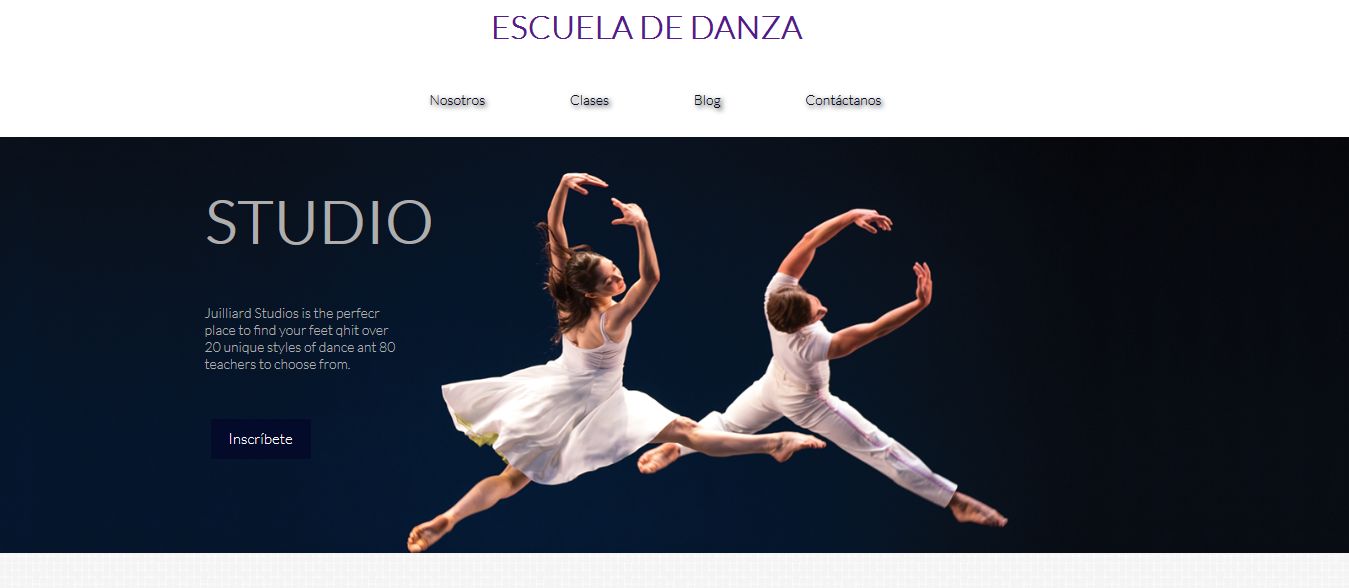 ESCUELA DE DANZA
Nosotros Clases Blog Contáctanos
STUDIO
Juilliard Studios is the perfecr
place to find your feet qhit over
20 unique styles of dance ant 80
teachers to choose from.
Inscríbete